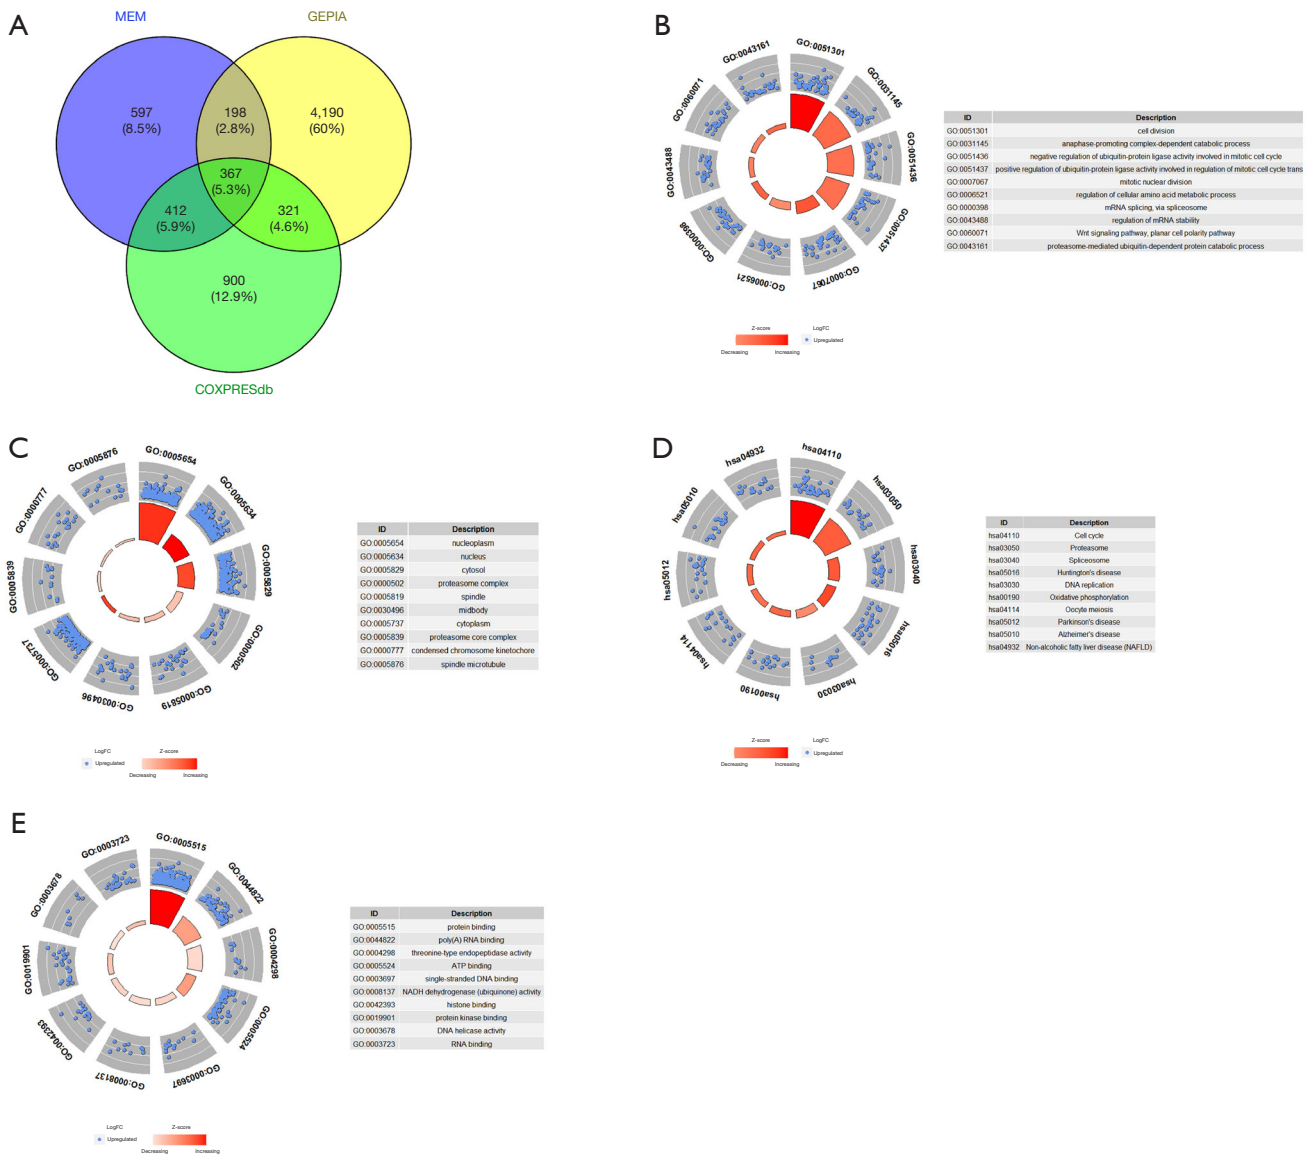 A
MEM
GEPIA
597
(8.5%)
198
(2.8%)
4,190
(60%)
367
(5.3%)
412
(5.9%)
321
(4.6%)
900
(12.9%)
COXPRESdb
B
GO:0051301
GO:0031145
GO:0051436
GO:0051437
GO:0007067
GO:0006521
GO:0000398
GO:0043488
GO:0060071
GO:0043161
Z-score
Decreasing
Increasing
LogFC
Upregulated
ID Description
GO:0051301 cell division
GO:0031145 anaphase-promoting complex-dependent catabolic process
GO:0051436 negative regulation of ubiquitin-protein ligase activity involved in mitotic cell cycle
GO:0051437 positive regulation of ubiquitin-protein ligase activity involved in regulation of mitotic cell cycle trans
GO:0007067 mitotic nuclear division
GO:0006521 regulation of cellular amino acid metabolic process
GO:0000398 mRNA splicing, via spliceosome
GO:0043488 regulation of mRNA stability
GO:0060071 Wnt signaling pathway, planar cell polarity pathway
GO:0043161 proteasome-mediated ubiquitin-dependent protein catabolic process
C
GO:0005654
GO:0005634
GO:0005829
GO:0000502
GO:0005819
GO:0030496
GO:0005737
GO:0005839
GO:0000777
GO:0005876
LogFC
Upregulated
Z-score
Decreasing
Increasing
ID Description
GO:0005654 nucleoplasm
GO:0005634 nucleus
GO:0005829 cytosol
GO:0000502 proteasome complex
GO:0005819 spindle
GO:0030496 midbody
GO:0005737 cytoplasm
GO:0005839 proteasome core complex
GO:0000777 condensed chromosome kinetochore
GO:0005876 spindle microtubule
D
hsa04110
hsa03050
hsa03040
hsa05016
hsa03030
hsa00190
hsa04114
hsa05012
hsa05010
hsa04932
Z-score
Decreasing
Increasing
LogFC
Upregulated
ID Description
hsa04110 Cell cycle
hsa03050 Proteasome
hsa03040 Spliceosome
hsa05016 Huntington's disease
hsa03030 DNA replication
hsa00190 Oxidative phosphorylation
hsa04114 Oocyte meiosis
hsa05012 Parkinson's disease
hsa05010 Alzheimer's disease
hsa04932 Non-alcoholic fatty liver disease (NAFLD)
E
GO:0005515
GO:0044822
GO:0004298
GO:0005524
GO:0003697
GO:0008137
GO:0042393
GO:0019901
GO:0003678
GO:0003723
LogFC
Upregulated
Z-score
Decreasing
Increasing
ID Description
GO:0005515 protein binding
GO:0044822 poly(A) RNA binding
GO:0004298 threonine-type endopeptidase activity
GO:0005524 ATP binding
GO:0003697 single-stranded DNA binding
GO:0008137 NADH dehydrogenase (ubiquinone) activity
GO:0042393 histone binding
GO:0019901 protein kinase binding
GO:0003678 DNA helicase activity
GO:0003723 RNA binding